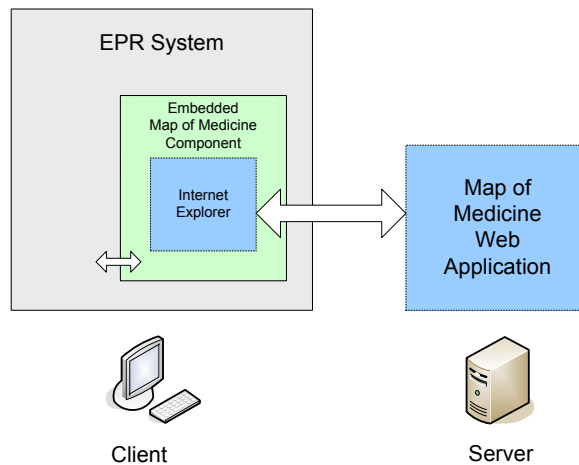 EPR System
Embedded
Map of Medicine
Component
Internet
Explorer
Map of
Medicine
Web
Application
Client
Server